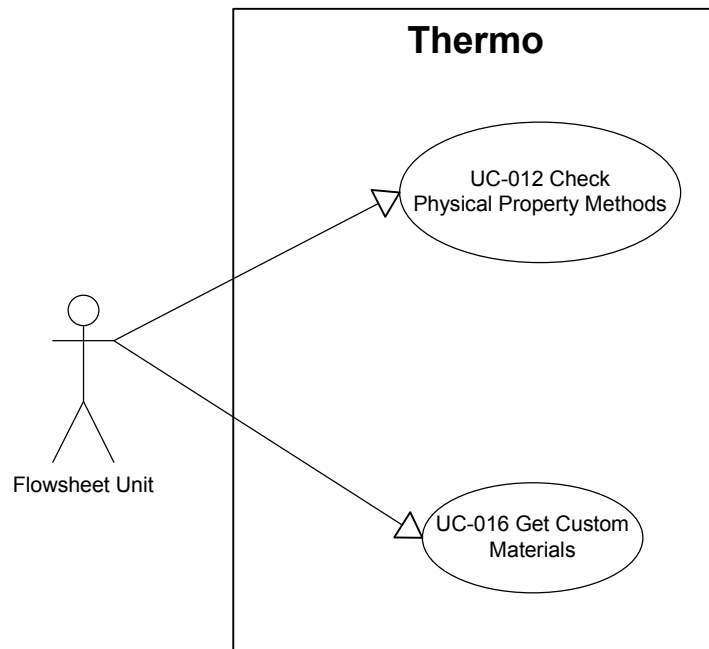 Thermo
UC-012 Check
Physical Property Methods
Flowsheet Unit
UC-016 Get Custom
Materials